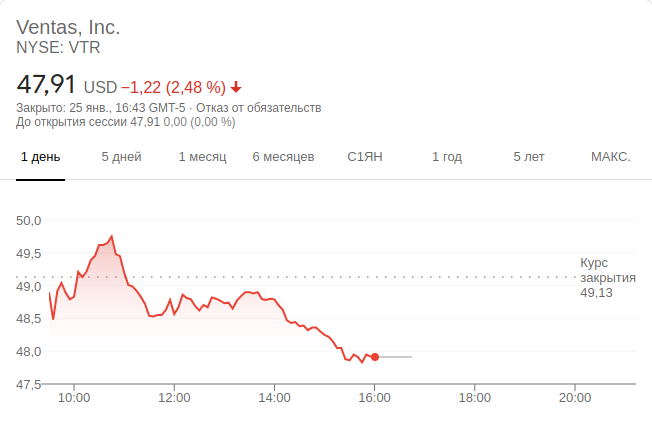 Ventas, Inc.
NYSE: VTR
47,91 USD −1,22 (2,48 %)
Закрыто: 25 янв., 16:43 GMT-5 · Отказ от обязательств
До открытия сессии 47,91 0,00 (0,00 %)
1 день 5 дней 1 месяц 6 месяцев С1ЯН 1 год 5 лет МАКС.
50,0
49,5
Курс
закрытия
49,13
49,0
48,5
48,0
47,5
10:00 12:00 14:00 16:00 18:00 20:00